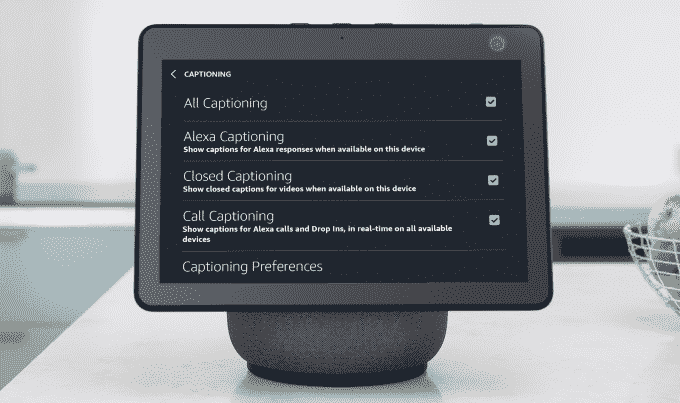 CAPTIONING
All Captioning
Alexa Captioning
Show captions for Alexa responses when available on this device
Closed Captioning
Show closed captions for videos when available on this device
Call Captioning
Show captions for Alexa calls and Drop Ins, in real-time on all available
devices
Captioning Preferences